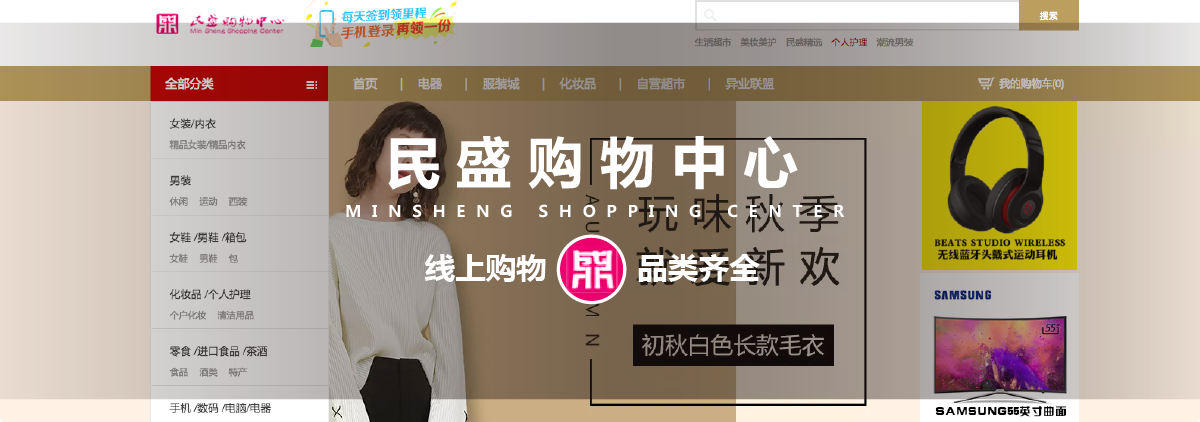 民盛购物中心
Min Sheng Shopping Center
每天签到领里程
手机登录再领一份
搜索
生活超市 美妆美护 民盛精选 个人护理 潮流男装
全部分类
首页 | 电器 | 服装城 | 化妆品 | 自营超市 | 异业联盟
我的购物车(0)
女装/内衣
精品女装/精品内衣
男装
休闲 运动 西装
女鞋 /男鞋 /箱包
女鞋 男鞋 包
化妆品 /个人护理
个户化妆 清洁用品
零食 /进口食品 /茶酒
食品 酒类 特产
手机 /数码 /电脑/电器
民盛购物中心
MINSHENG SHOPPING CENTER
线上购物 品类齐全
玩味秋季
就爱新欢
初秋白色长款毛衣
BEATS STUDIO WIRELESS
无线蓝牙头戴式运动耳机
SAMSUNG
55
SAMSUNG55英寸曲面